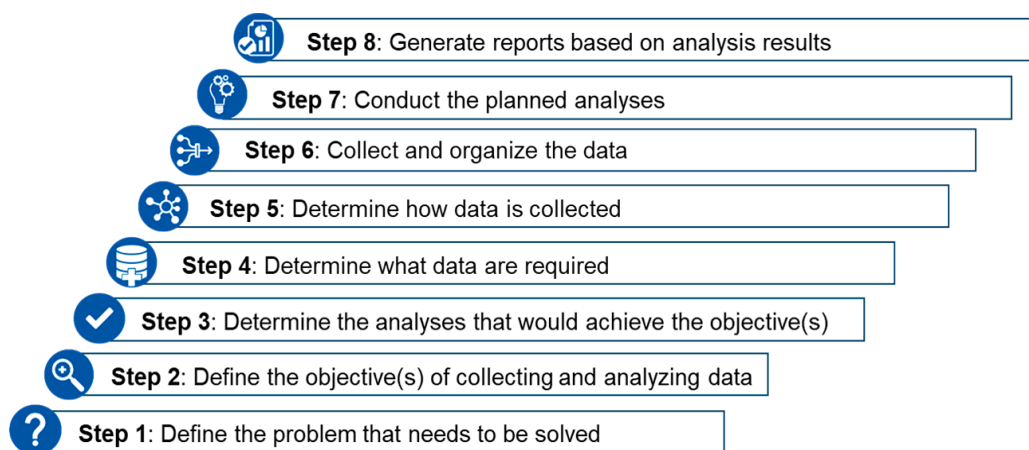 Step 8: Generate reports based on analysis results
Step 7: Conduct the planned analyses
Step 6: Collect and organize the data
Step 5: Determine how data is collected
Step 4: Determine what data are required
Step 3: Determine the analyses that would achieve the objective(s)
Step 2: Define the objective(s) of collecting and analyzing data
?
Step 1: Define the problem that needs to be solved